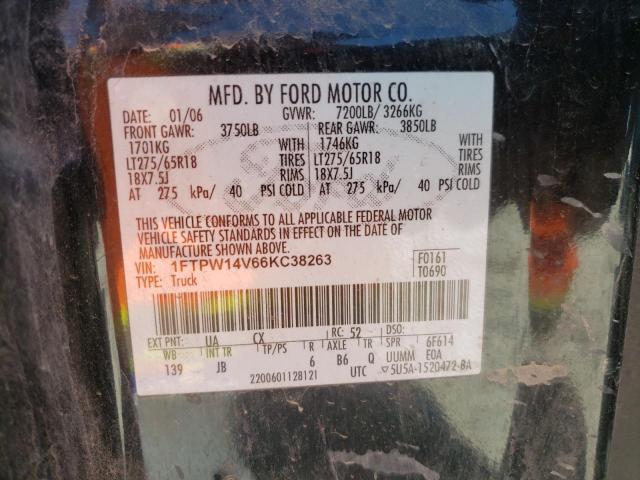 MFD. BY FORD MOTOR CO.
DATE: 01/06 GVWR: 7200LB/ 3266KG
FRONT GAWR: 3750LB REAR GAWR: 3850LB
1701KG WITH 1746KG WITH
LT275/65R18 TIRES LT275/65R18 TIRES
18X7.5J RIMS 18X7.5J RIMS
AT 275 kPa/ 40 PSI COLD AT 275 kPa/ 40 PSI COLD
THIS VEHICLE CONFORMS TO ALL APPLICABLE FEDERAL MOTOR
VEHICLE SAFETY STANDARDS IN EFFECT ON THE DATE OF
MANUFACTURE SHOWN ABOVE.
VIN: 1FTPW14V66KC38263 F0161
TYPE: Truck T0690
EXT PNT: UA CX RC: 52 DSO:
WB INT TR TP/PS R AXLE TR SPR 6F614
139 JB 6 B6 Q UUMM E0A
2200601128121 UTC ▽5U5A-1520472-BA